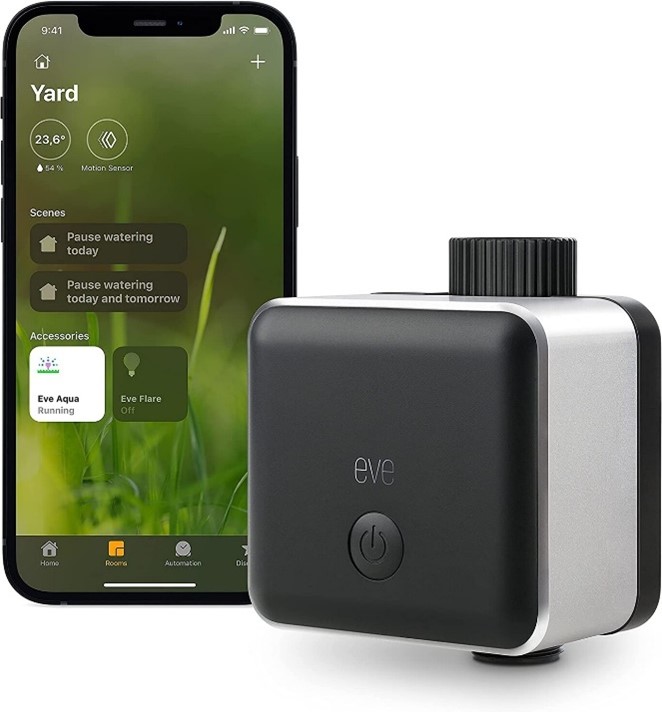 9:41
Yard
23,6°
54 %
Motion Sensor
Scenes
Pause watering
today
Pause watering
today and tomorrow
Accessories
Eve Aqua
Running
Eve Flare
Off
Home
Rooms
Automation
eve